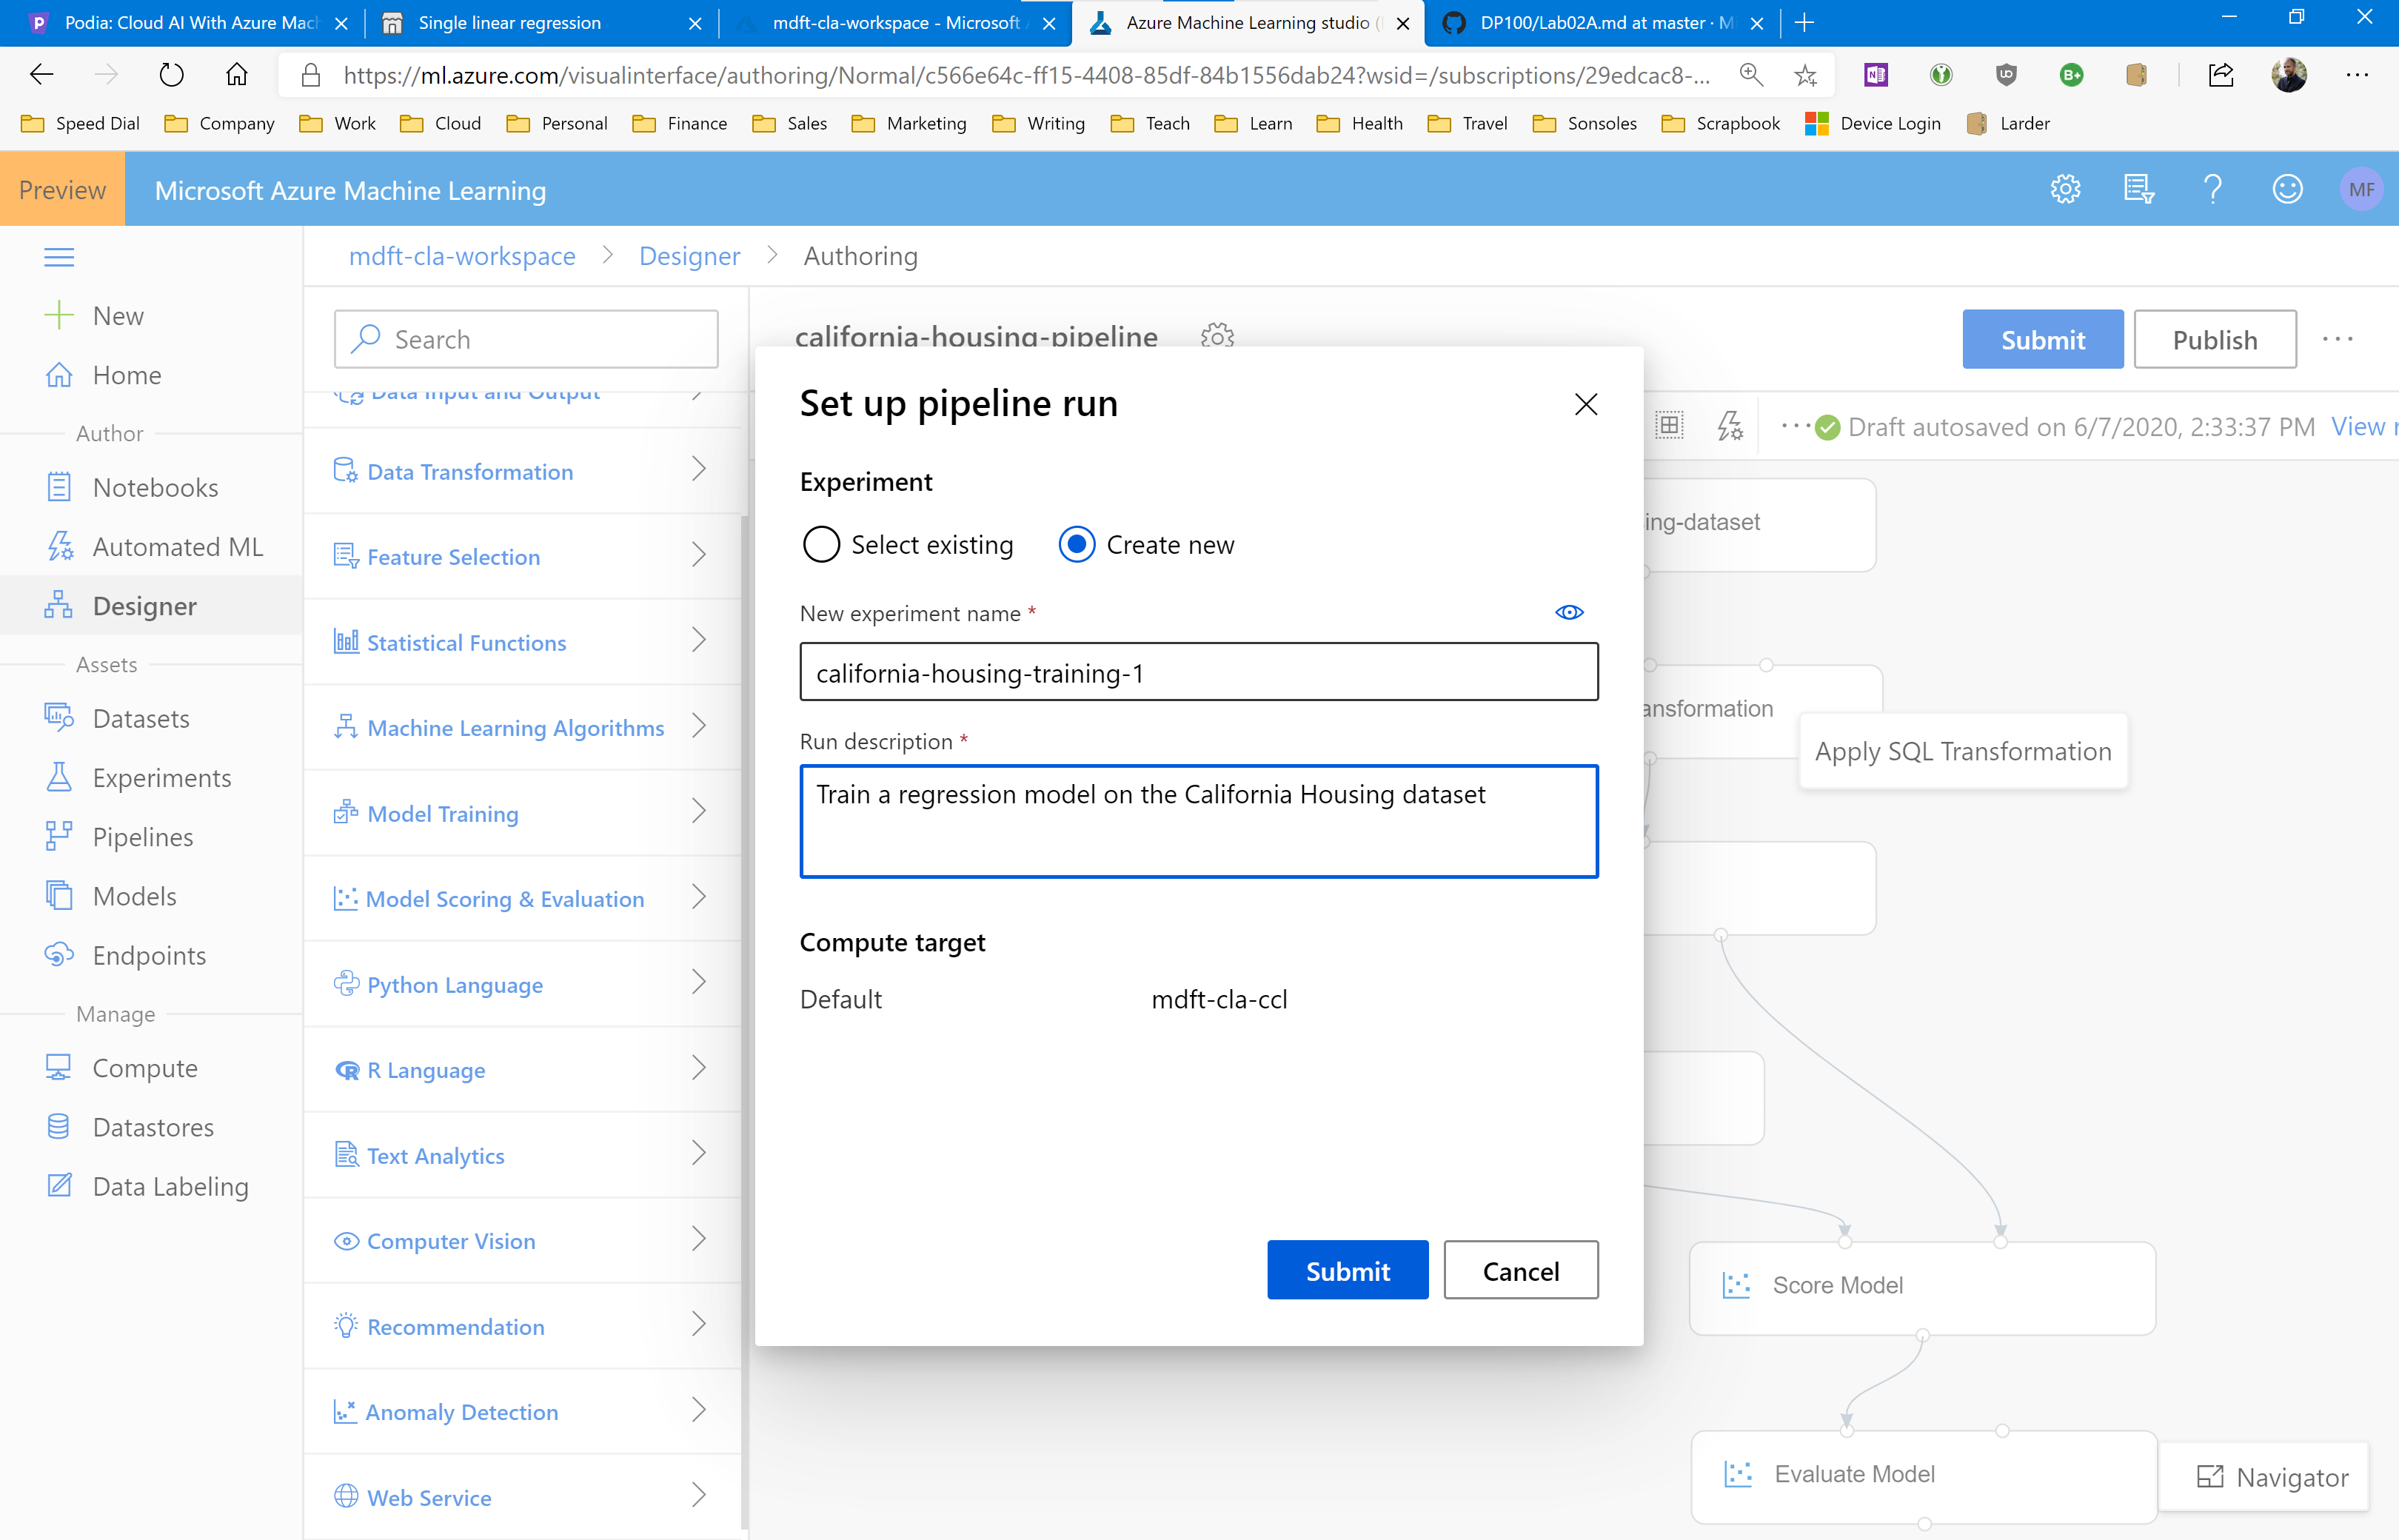 Podia: Cloud AI With Azure Mach
Single linear regression
mdft-cla-workspace - Microsoft
Azure Machine Learning studio (
DP100/Lab02A.md at master · M
https://ml.azure.com/visualinterface/authoring/Normal/c566e64c-ff15-4408-85df-84b1556dab24?wsid=/subscriptions/29edcac8-...
Speed Dial
Company
Work
Cloud
Personal
Finance
Sales
Marketing
Writing
Teach
Learn
Health
Travel
Sonsoles
Scrapbook
Device Login
Larder
Preview
Microsoft Azure Machine Learning
MF
mdft-cla-workspace > Designer > Authoring
New
Home
Author
Notebooks
Automated ML
Designer
Assets
Datasets
Experiments
Pipelines
Models
Endpoints
Manage
Compute
Datastores
Data Labeling
Search
Data Input and Output
Data Transformation
Feature Selection
Statistical Functions
Machine Learning Algorithms
Model Training
Model Scoring & Evaluation
Python Language
R Language
Text Analytics
Computer Vision
Recommendation
Anomaly Detection
Web Service
california-housing-pipeline
Submit
Publish
Draft autosaved on 6/7/2020, 2:33:37 PM
View r
Set up pipeline run
Experiment
Select existing
Create new
New experiment name *
california-housing-training-1
Run description *
Train a regression model on the California Housing dataset
Compute target
Default
mdft-cla-ccl
Submit
Cancel
ing-dataset
ansformation
Apply SQL Transformation
Score Model
Evaluate Model
Navigator